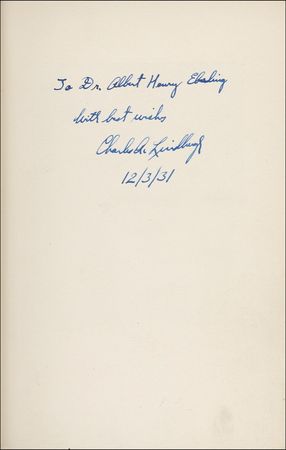 To Dr. Albert Henry Ebeling
With best wishes
Charles A. Lindbergh
12/3/31